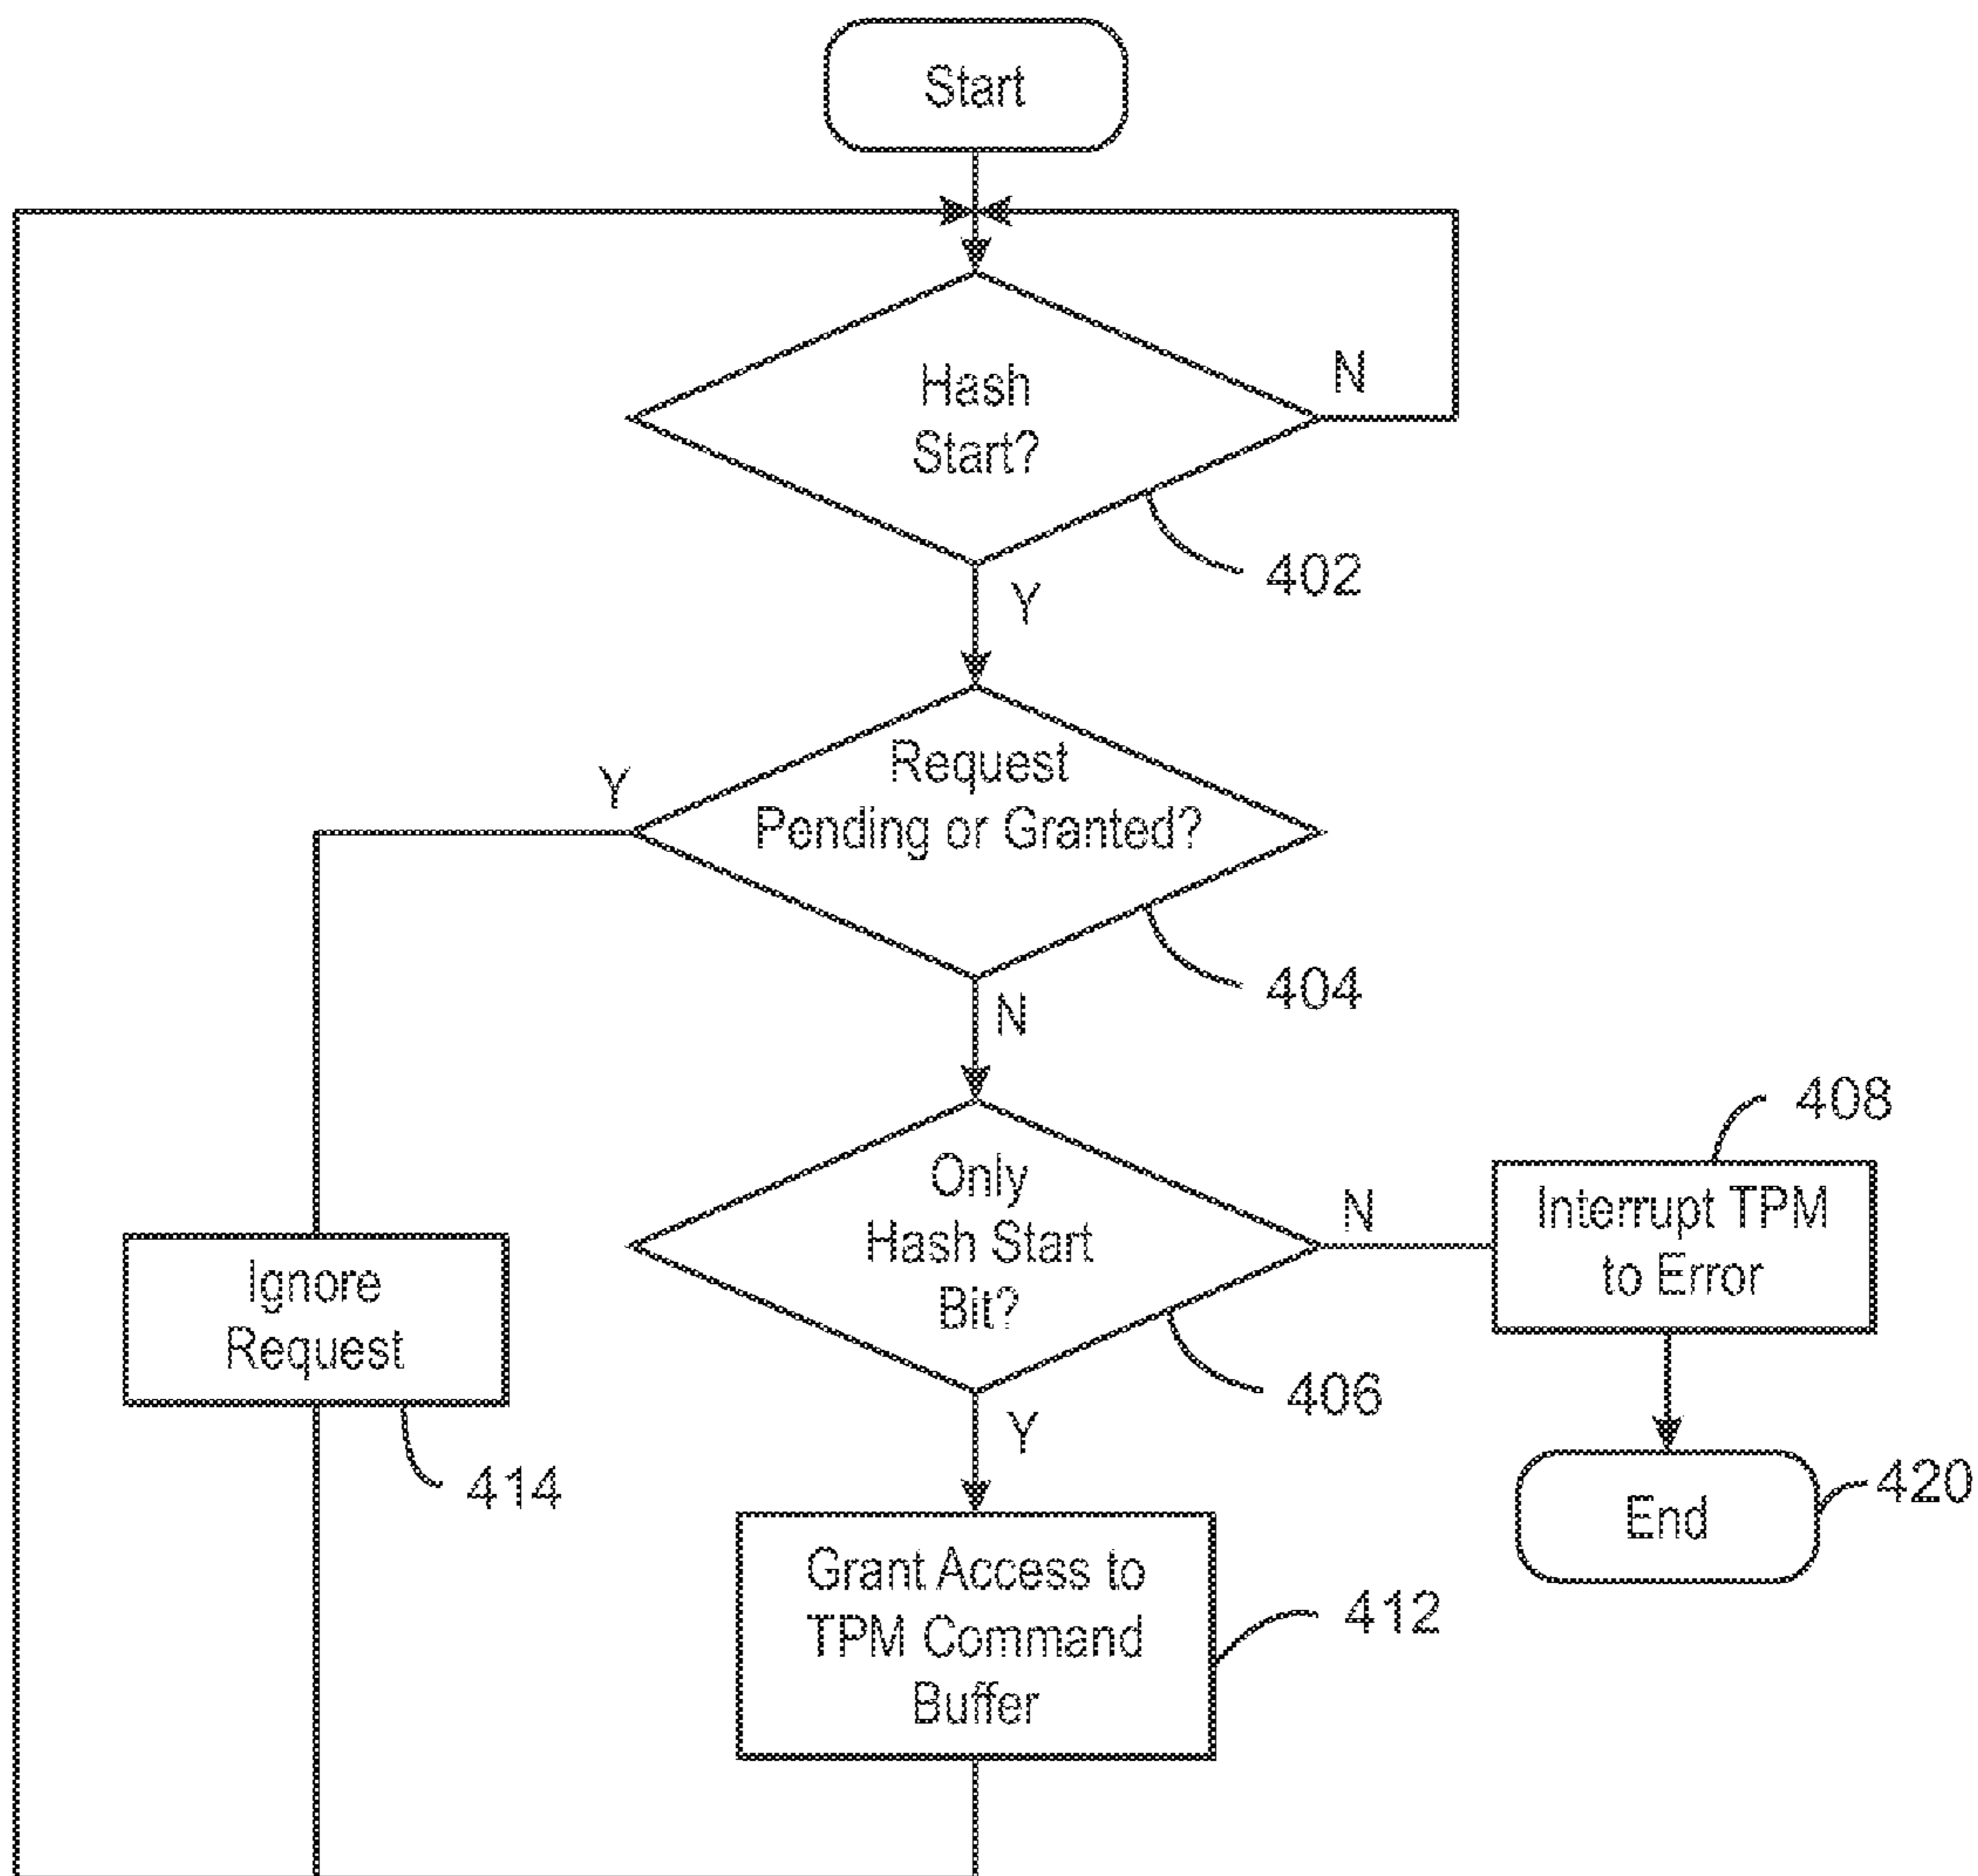 Start
Hash
Start?
N
402
Y
Request
Pending or Granted?
Y
404
N
Only
Hash Start
Bit?
N
406
Y
408
Interrupt TPM
to Error
420
End
Ignore
Request
414
Grant Access to
TPM Command
Buffer
412